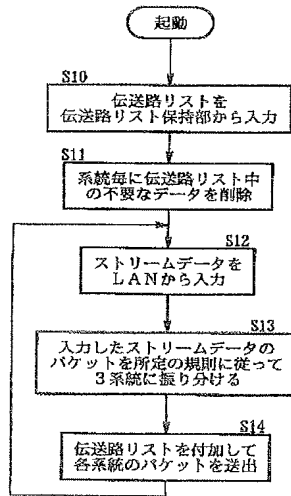 起動
S10
伝送路リストを
伝送路リスト保持部から入力
S11
系統毎に伝送路リスト中
の不要なデータを削除
S12
ストリームデータを
LANから入力
S13
入力したストリームデータの
パケットを所定の規則に従って
3系統に振り分ける
S14
伝送路リストを付加して
各系統のパケットを送出